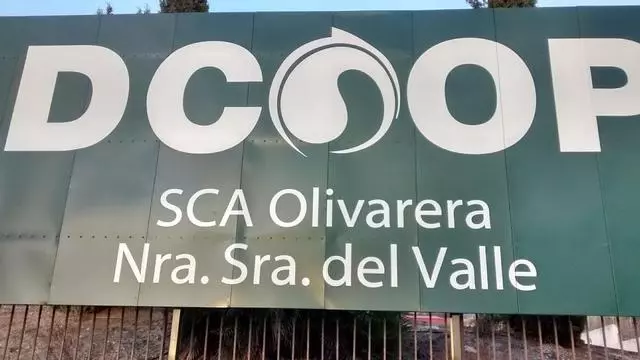 DCOOP
SCA Olivarera
Nra. Sra. del Valle